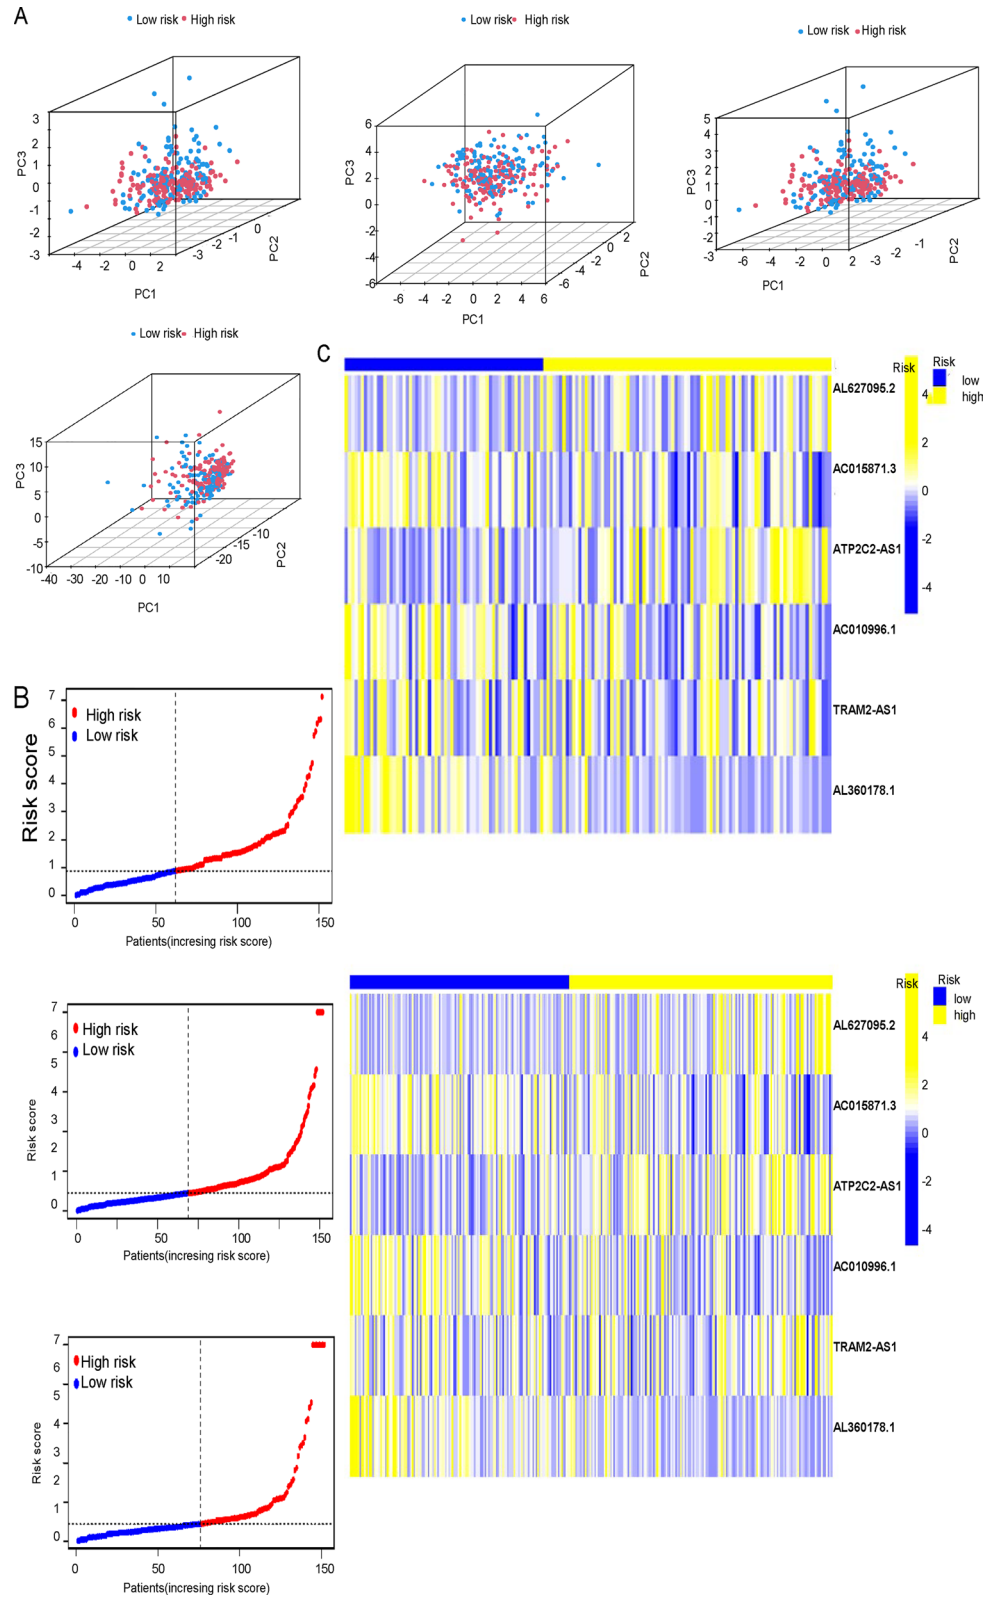 A
Low risk High risk
3
2
1
0
-1
-2
-3
PC3
-4 -2 0 2
-3 -2 -1 0
PC1
PC2
Low risk High risk
6
4
2
0
-2
-4
-6
PC3
-6 -4 -2 0 2 4 6
-6 -4 -2 0 2
PC1
PC2
Low risk High risk
5
4
3
2
1
0
-1
-2
-3
PC3
-6 -4 -2 0 2
-3 -2 -1
PC1
PC2
Low risk High risk
15
10
5
0
-5
-10
PC3
-40 -30 -20 -10 0 10
-20 -15 -10
PC1
PC2
C
Risk
4
2
0
-2
-4
Risk
low
high
AL627095.2
AC015871.3
ATP2C2-AS1
AC010996.1
TRAM2-AS1
AL360178.1
B
High risk
Low risk
Risk score
7
6
5
4
3
2
1
0
0 50 100 150
Patients(incresing risk score)
High risk
Low risk
Risk score
7
6
5
4
3
2
1
0
0 50 100 150
Patients(incresing risk score)
High risk
Low risk
Risk score
7
6
5
4
3
2
1
0
0 50 100 150
Patients(incresing risk score)
Risk
4
2
0
-2
-4
Risk
low
high
AL627095.2
AC015871.3
ATP2C2-AS1
AC010996.1
TRAM2-AS1
AL360178.1